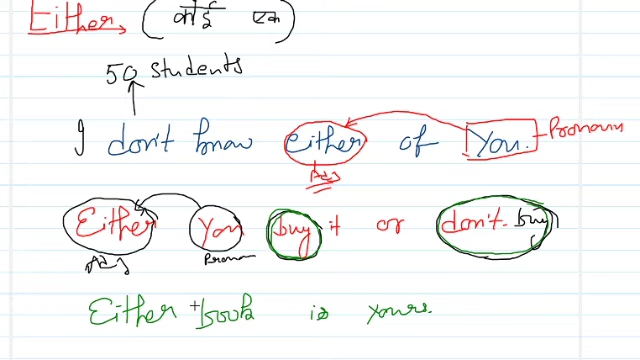 Either (कोई एक)
50 students
I don't know either of You. Pronoun
Adj
Either You buy it or don't buy
Adj Pronoun
Either book is yours.